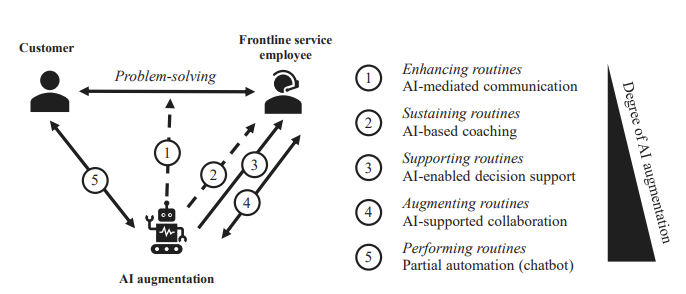 Customer
Frontline service
employee
Problem-solving
1
2
3
4
5
AI augmentation
1
Enhancing routines
AI-mediated communication
2
Sustaining routines
AI-based coaching
3
Supporting routines
AI-enabled decision support
4
Augmenting routines
AI-supported collaboration
5
Performing routines
Partial automation (chatbot)
Degree of AI augmentation